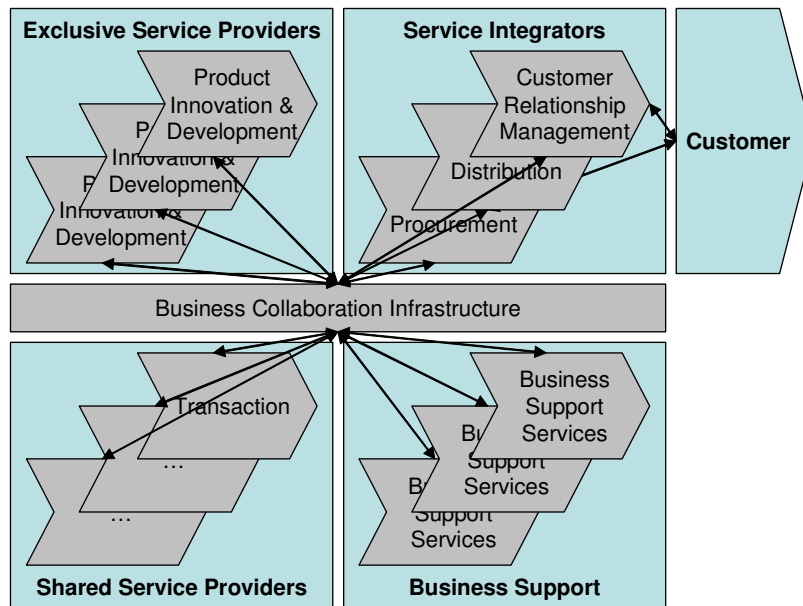 Exclusive Service Providers
Product
Innovation &
Development
Innovation &
Development
Innovation &
Development
Service Integrators
Customer
Relationship
Management
Distribution
Procurement
Customer
Business Collaboration Infrastructure
Transaction
...
...
Shared Service Providers
Business
Support
Services
Support
Services
Support
Services
Business Support